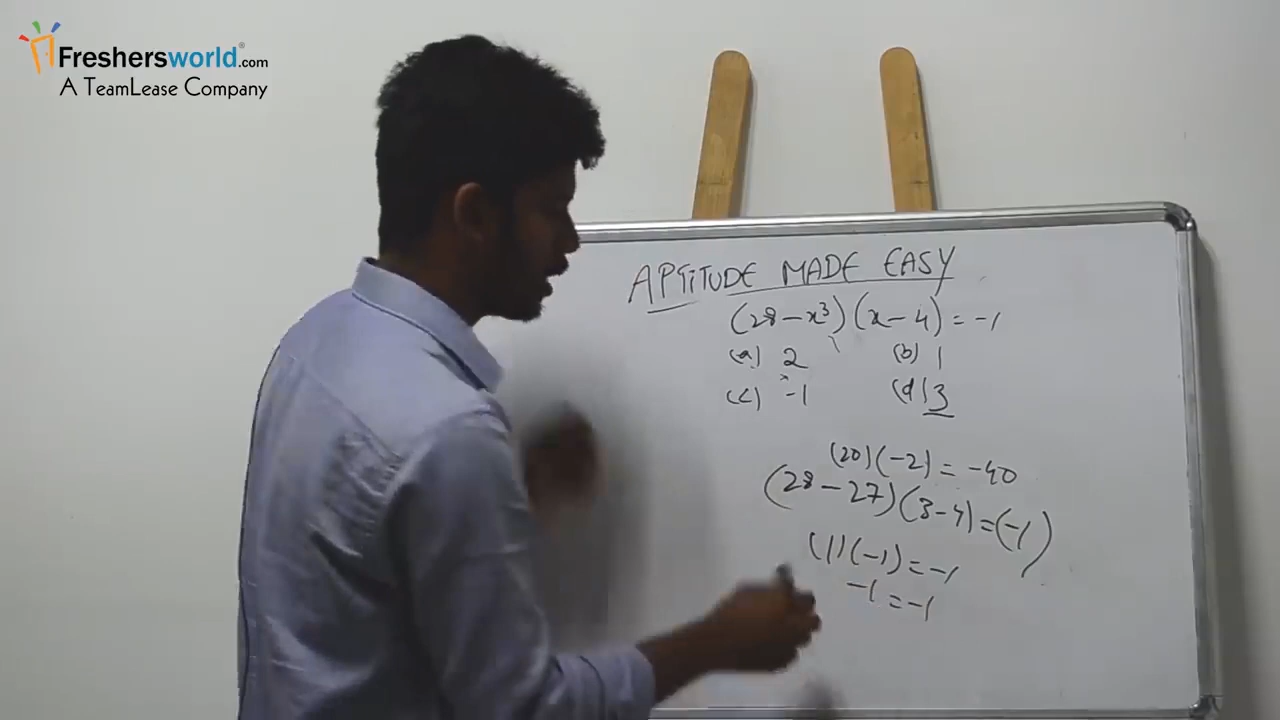 Freshersworld.com
A TeamLease Company
APTITUDE MADE EASY
(28-x³)(x-4)=-1
(a) 2 (b) 1
(c) -1 (d) 3
(20)(-2)=-40
(28-27)(3-4)=(-1)
(1)(-1)=-1
-1=-1